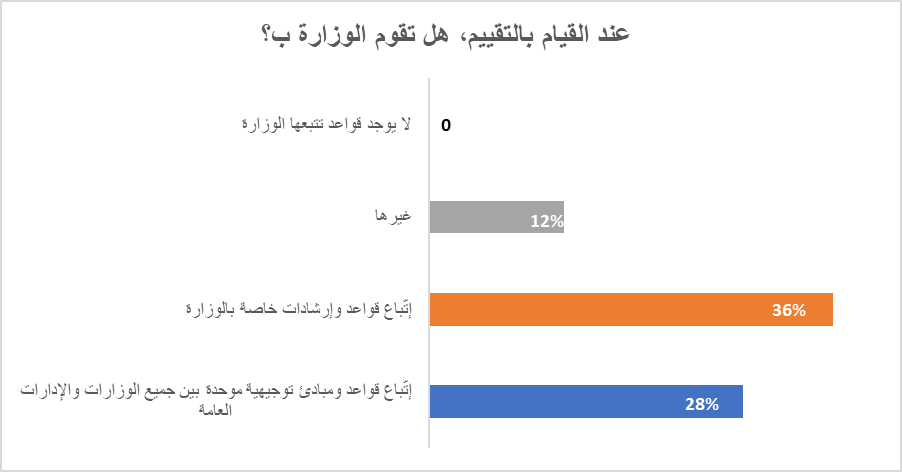 عند القيام بالتقييم، هل تقوم الوزارة ب؟
لا يوجد قواعد تتبعها الوزارة
0
غيرها
12%
إتّباع قواعد وإرشادات خاصة بالوزارة
36%
إتّباع قواعد ومبادئ توجيهية موحدة بين جميع الوزارات والإدارات
العامة
28%